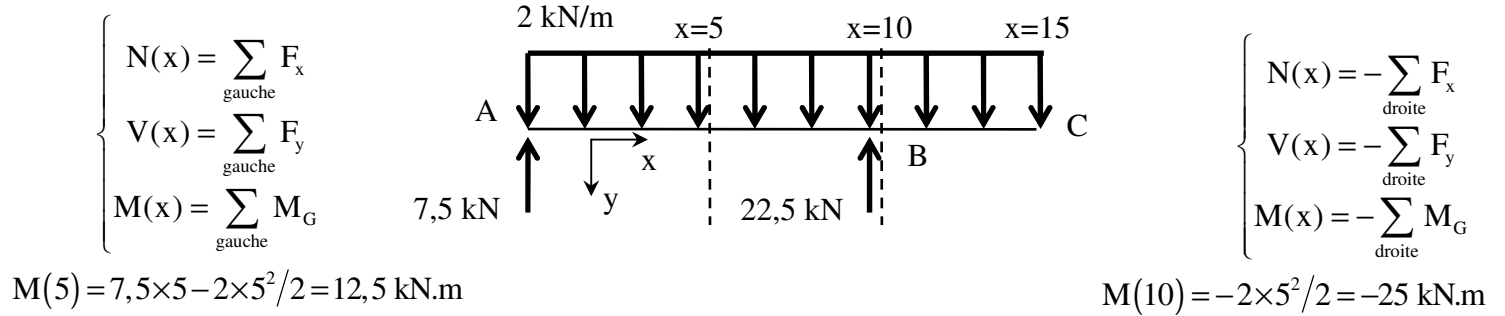 2 kN/m
x=5
x=10
x=15
N(x) = ∑ F_x
gauche
V(x) = ∑ F_y
gauche
M(x) = ∑ M_G
gauche
A
C
B
x
y
7,5 kN
22,5 kN
N(x) = −∑ F_x
droite
V(x) = −∑ F_y
droite
M(x) = −∑ M_G
droite
M(5) = 7,5×5−2×5²/2 = 12,5 kN.m
M(10) = −2×5²/2 = −25 kN.m